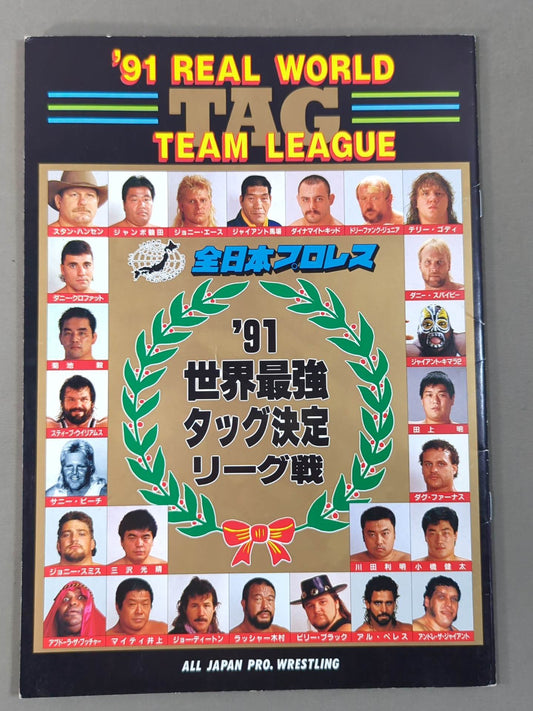 '91 REAL WORLD
TAG
TEAM LEAGUE
スタン・ハンセン
ジャンボ鶴田
ジョニー・エース
ジャイアント馬場
ダイナマイト・キッド
ドリー・ファンク・ジュニア
テリー・ゴディ
全日本プロレス
ダニー・クロファット
ダニー・スパイビー
'91
菊地 毅
ジャイアント・キマラ2
世界最強
タッグ決定
リーグ戦
スティーブ・ウイリアムス
田上 明
サニー・ビーチ
ダグ・ファーナス
ジョニー・スミス
三沢光晴
川田利明
小橋健太
アブドーラ・ザ・ブッチャー
マイティ井上
ジョー・ディートン
ラッシャー木村
ビリー・ブラック
アル・ペレス
アンドレ・ザ・ジャイアント
ALL JAPAN PRO. WRESTLING